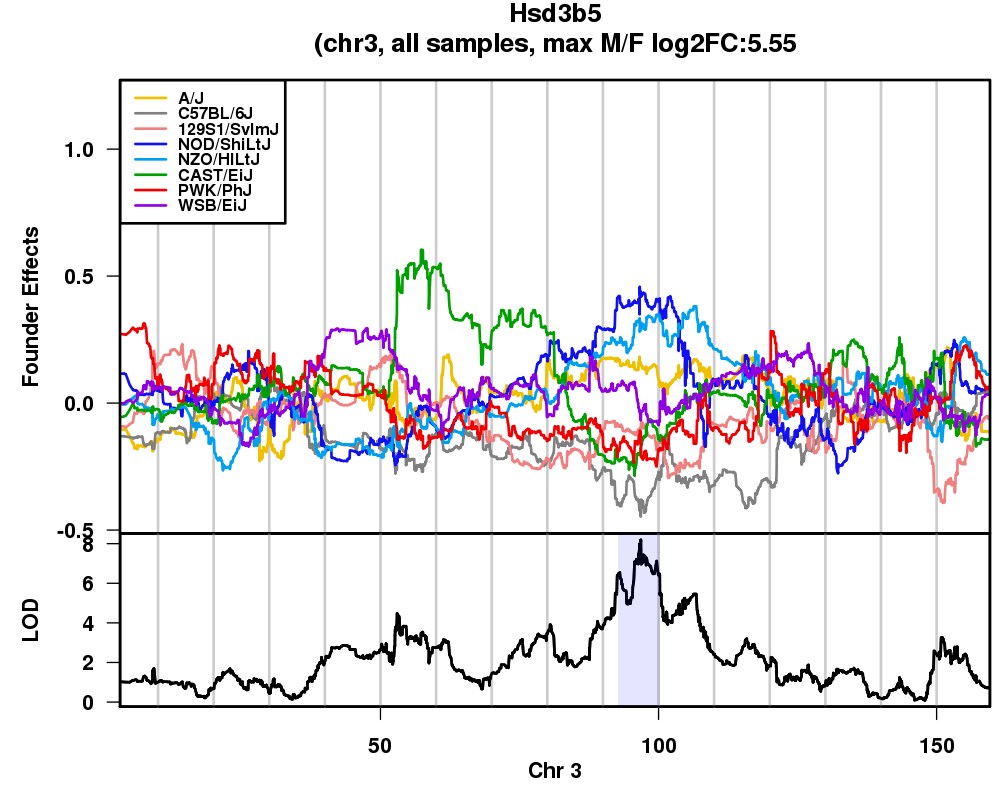 Hsd3b5
(chr3, all samples, max M/F log2FC:5.55
A/J
C57BL/6J
129S1/SvImJ
NOD/ShiLtJ
NZO/HlLtJ
CAST/EiJ
PWK/PhJ
WSB/EiJ
Founder Effects
1.0
0.5
0.0
-0.5
LOD
8
6
4
2
0
50
100
150
Chr 3